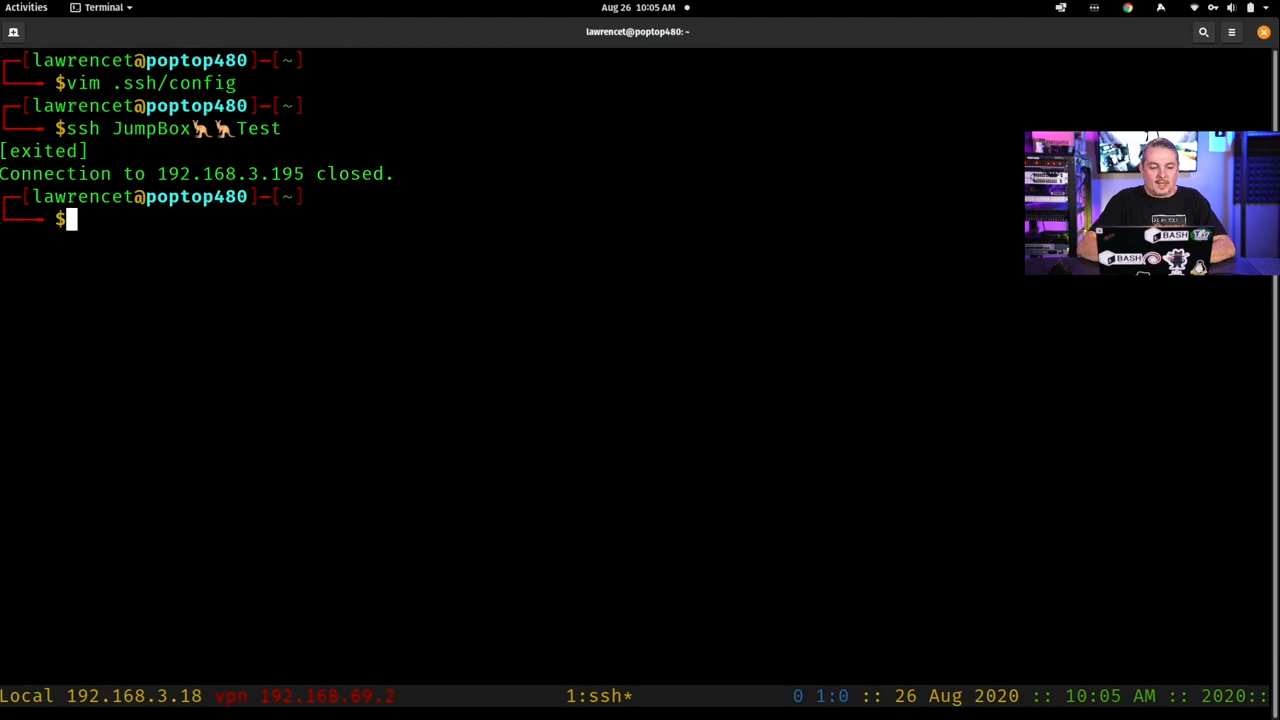 Activities Terminal Aug 26 10:05 AM
lawrencet@poptop480: ~
┌─[lawrencet@poptop480]─[~]
└──╼ $vim .ssh/config
┌─[lawrencet@poptop480]─[~]
└──╼ $ssh JumpBox🦘🦘Test
[exited]
Connection to 192.168.3.195 closed.
┌─[lawrencet@poptop480]─[~]
└──╼ $
BASH
BASH
Local 192.168.3.18 vpn 192.168.69.2 1:ssh* 0 1:0 :: 26 Aug 2020 :: 10:05 AM :: 2020::